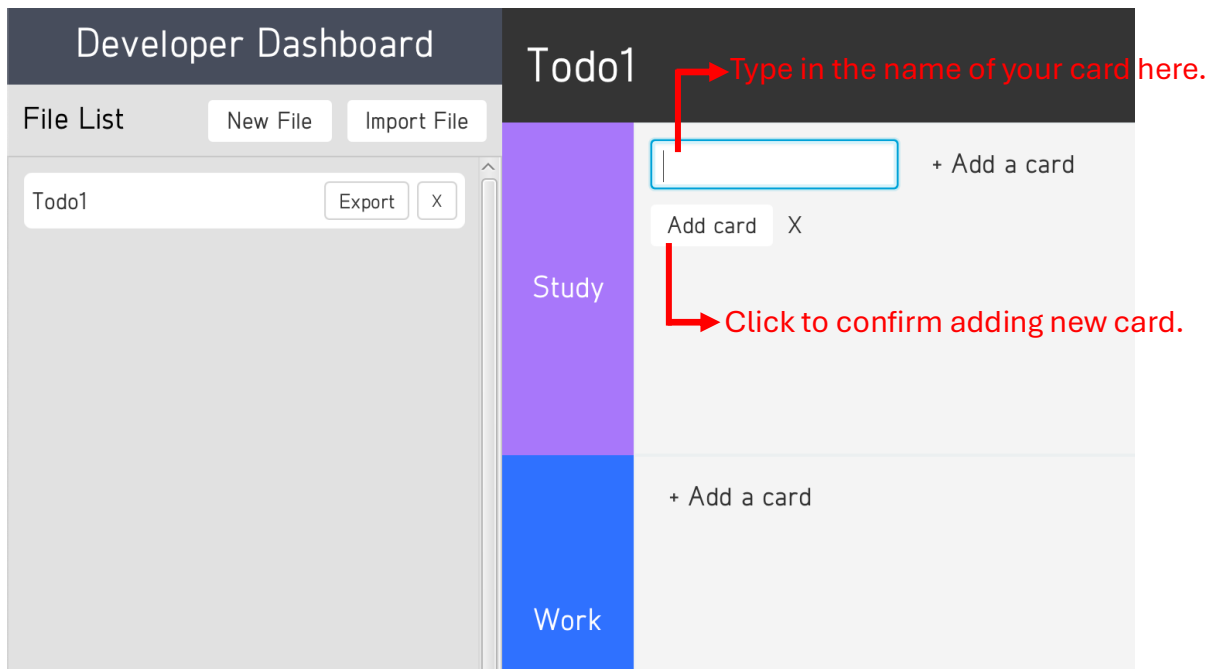 Developer Dashboard
File List
New File
Import File
Todo1
Export
X
Todo1
Type in the name of your card here.
Study
+ Add a card
Add card
X
Click to confirm adding new card.
Work
+ Add a card